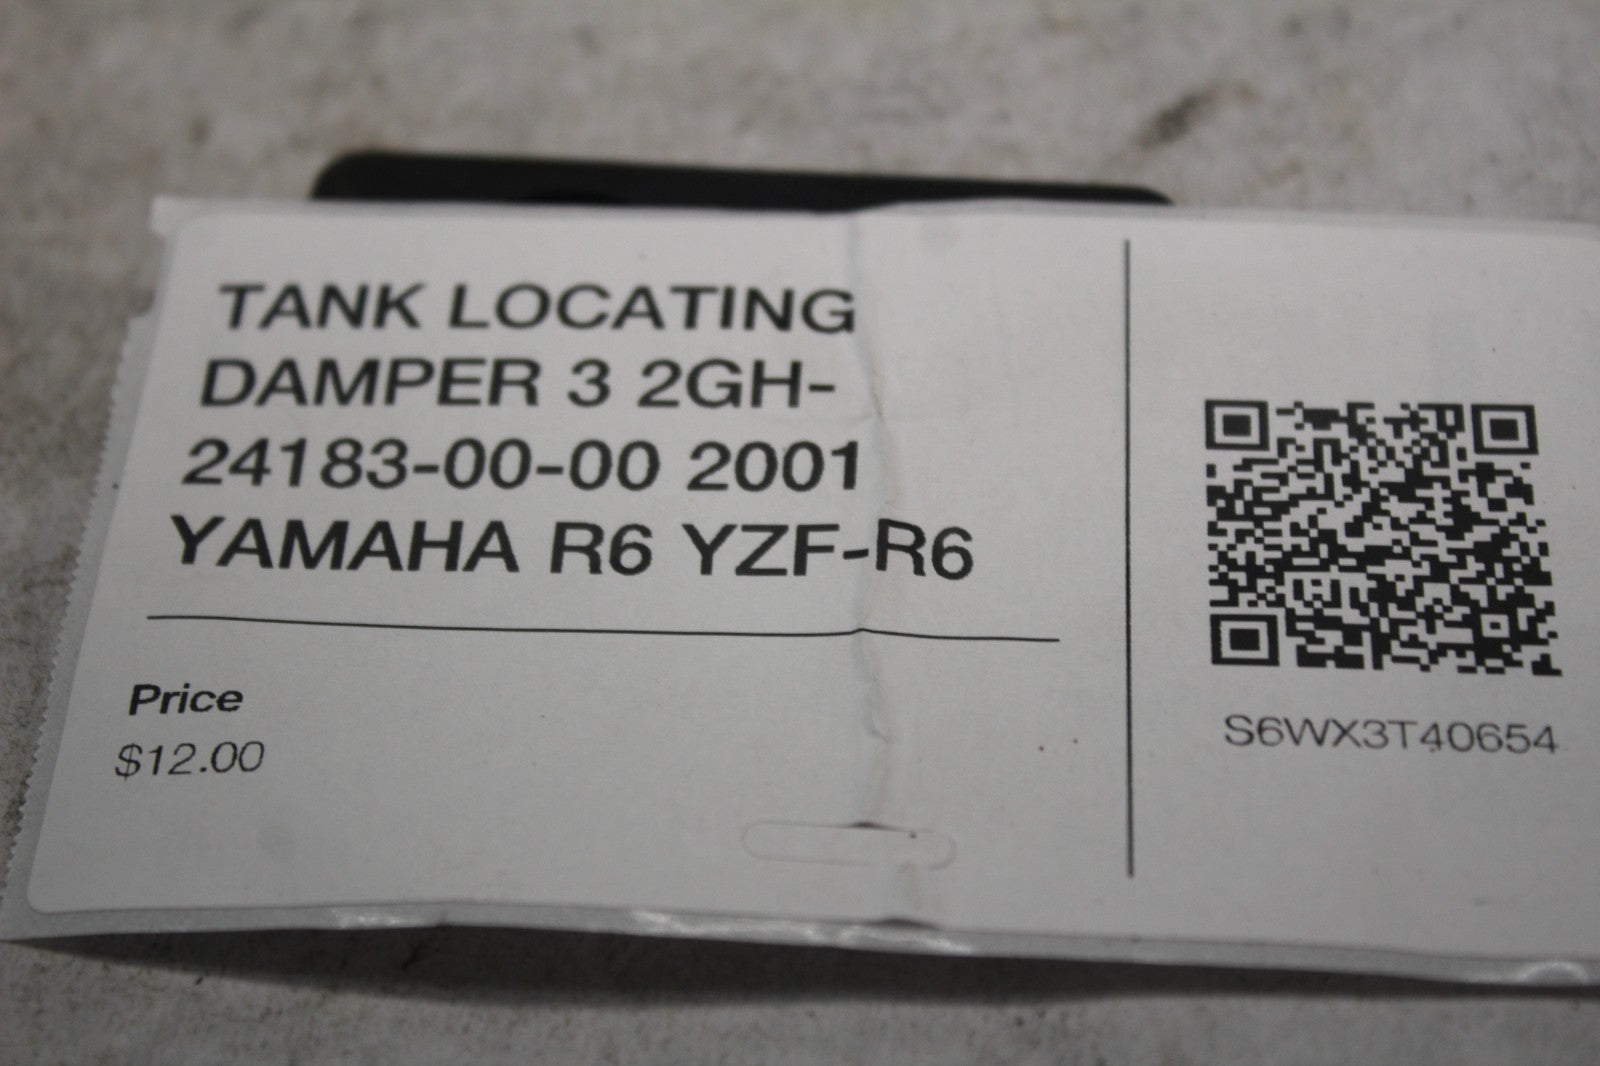 TANK LOCATING
DAMPER 3 2GH-
24183-00-00 2001
YAMAHA R6 YZF-R6
Price
$12.00
S6WX3T40654